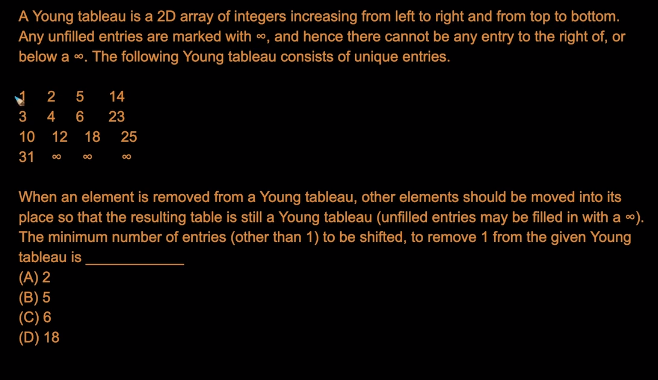 A Young tableau is a 2D array of integers increasing from left to right and from top to bottom.
Any unfilled entries are marked with ∞, and hence there cannot be any entry to the right of, or
below a ∞. The following Young tableau consists of unique entries.
1 2 5 14
3 4 6 23
10 12 18 25
31 ∞ ∞ ∞
When an element is removed from a Young tableau, other elements should be moved into its
place so that the resulting table is still a Young tableau (unfilled entries may be filled in with a ∞).
The minimum number of entries (other than 1) to be shifted, to remove 1 from the given Young
tableau is ____________
(A) 2
(B) 5
(C) 6
(D) 18